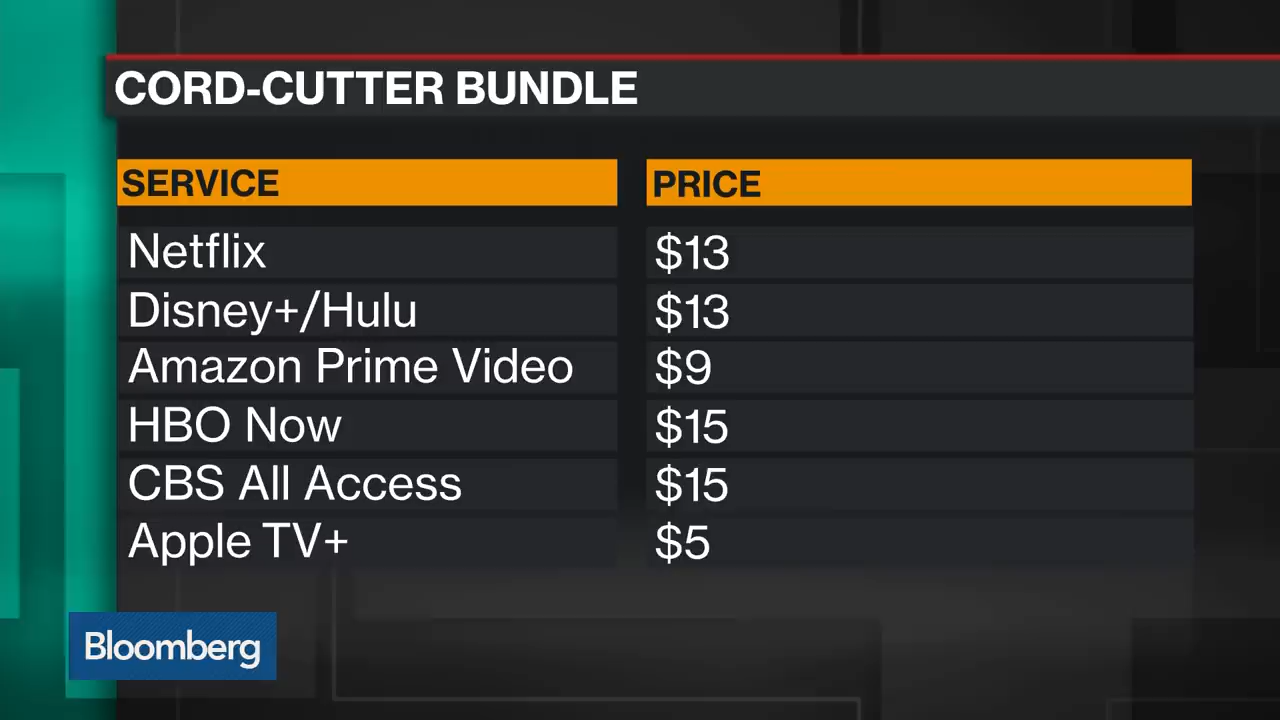 CORD-CUTTER BUNDLE
SERVICE PRICE
Netflix $13
Disney+/Hulu $13
Amazon Prime Video $9
HBO Now $15
CBS All Access $15
Apple TV+ $5
Bloomberg